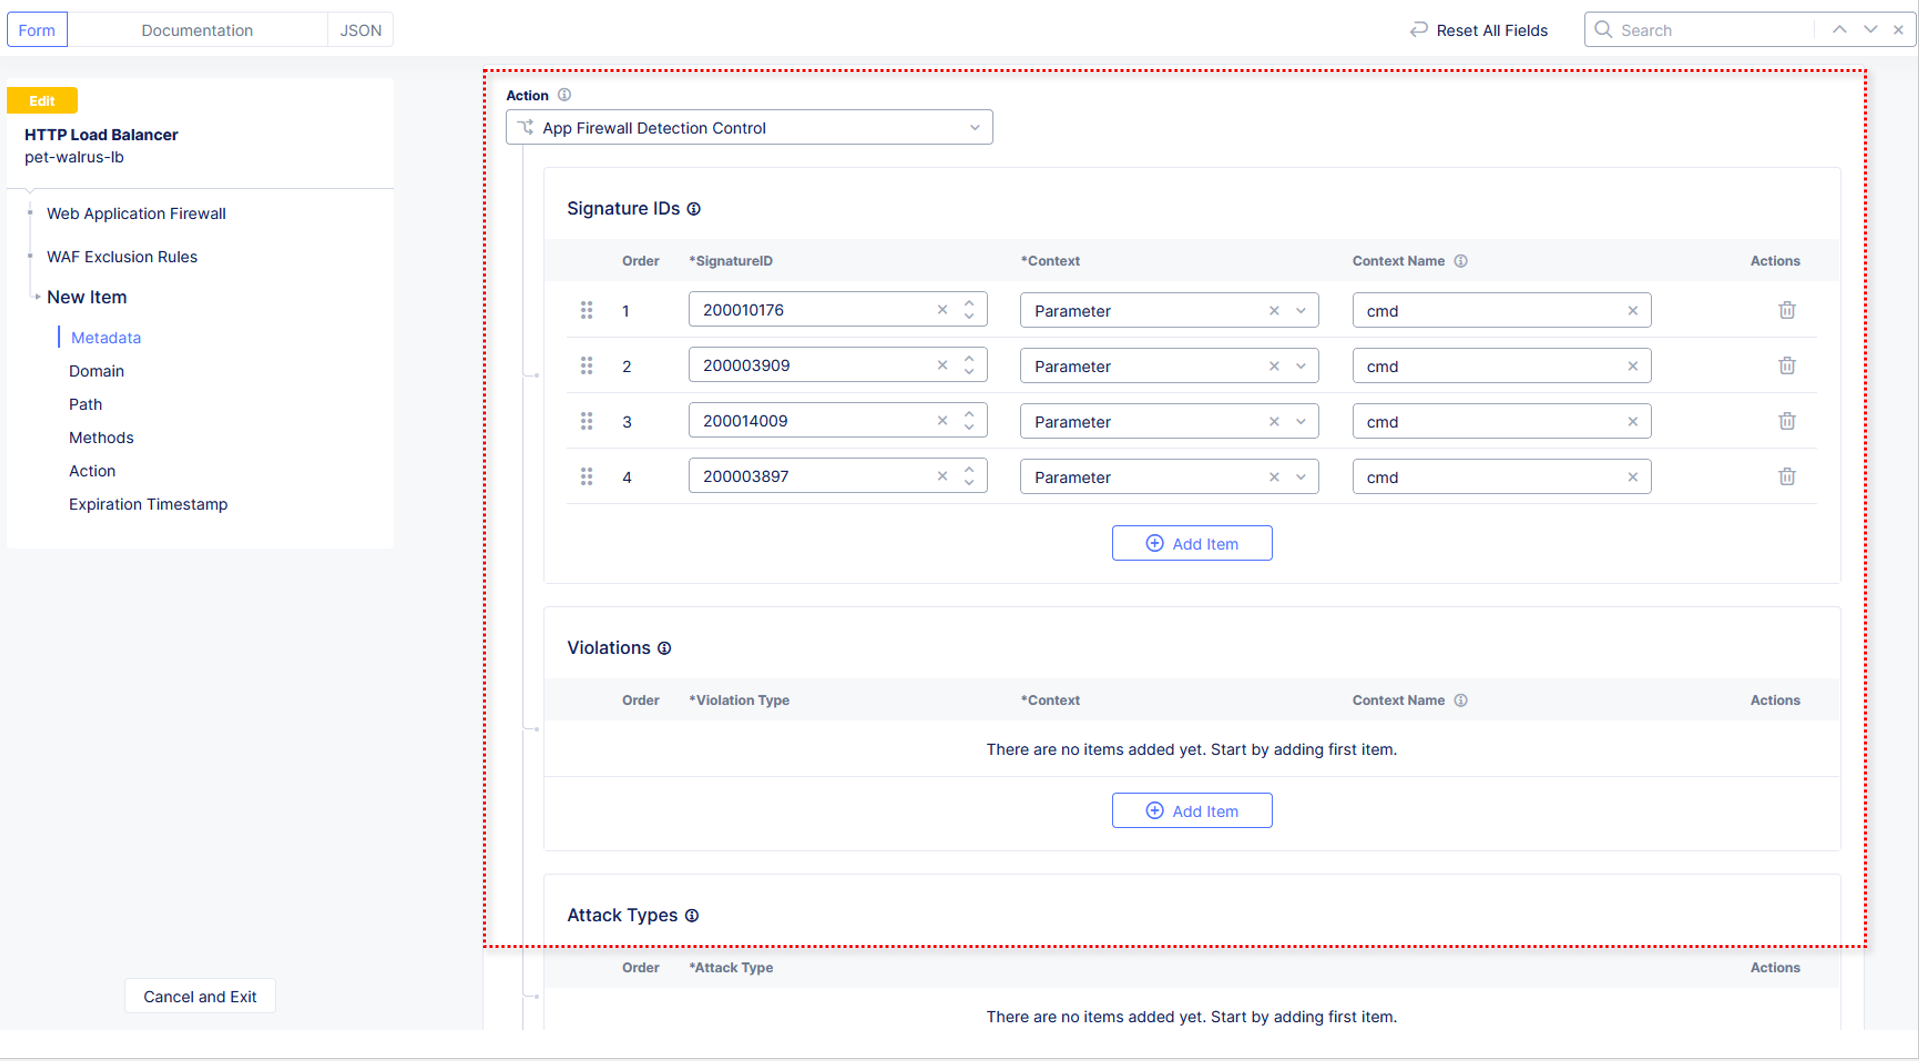 Form Documentation JSON Reset All Fields Search
Edit
HTTP Load Balancer
pet-walrus-lb
Web Application Firewall
WAF Exclusion Rules
New Item
Metadata
Domain
Path
Methods
Action
Expiration Timestamp
Cancel and Exit
Action
App Firewall Detection Control
Signature IDs
Order *SignatureID *Context Context Name Actions
1 200010176 Parameter cmd
2 200003909 Parameter cmd
3 200014009 Parameter cmd
4 200003897 Parameter cmd
Add Item
Violations
Order *Violation Type *Context Context Name Actions
There are no items added yet. Start by adding first item.
Add Item
Attack Types
Order *Attack Type Actions
There are no items added yet. Start by adding first item.